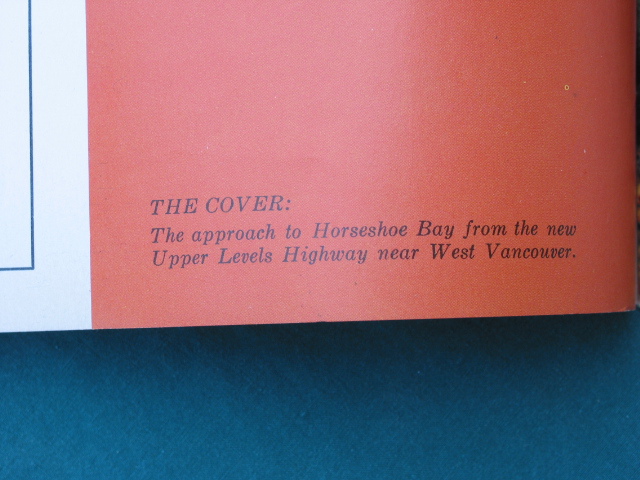 THE COVER:
The approach to Horseshoe Bay from the new
Upper Levels Highway near West Vancouver.